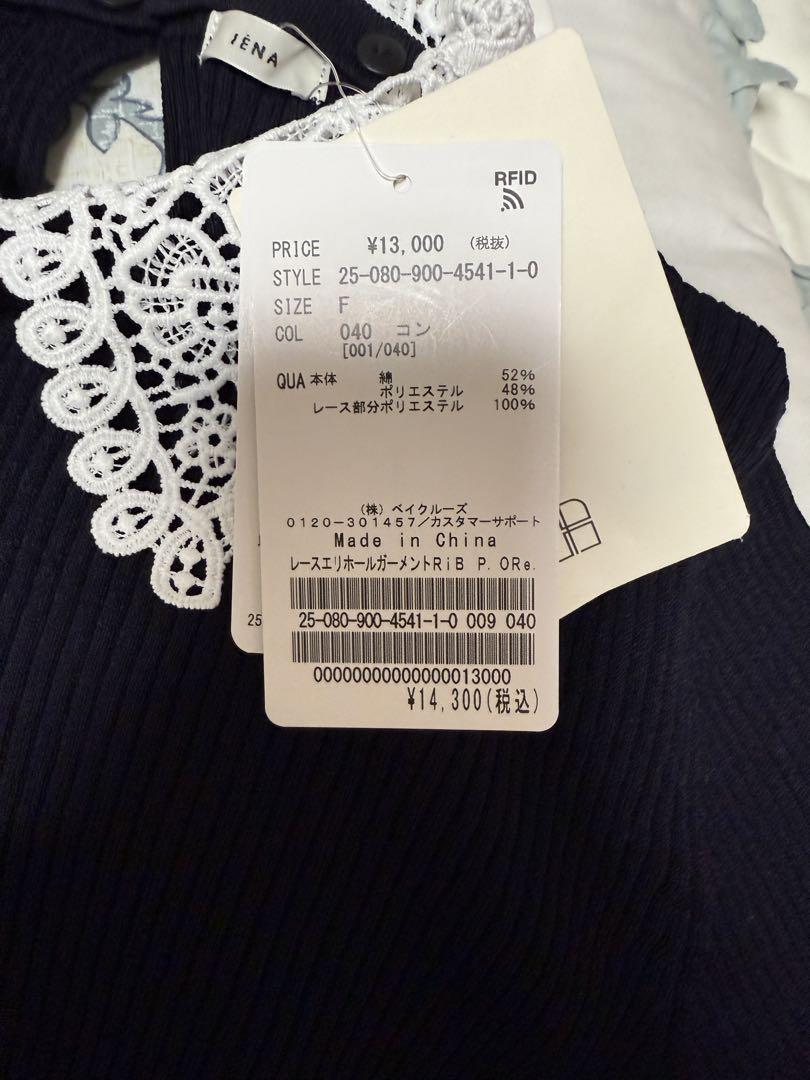 IÉNA
RFID
PRICE ¥13,000 (税抜)
STYLE 25-080-900-4541-1-0
SIZE F
COL 040 コン
[001/040]
QUA 本体 綿 52%
ポリエステル 48%
レース部分ポリエステル 100%
(株) ベイクルーズ
0120-301457/カスタマーサポート
Made in China
レースエリホールガーメントRiB P. ORe.
25-080-900-4541-1-0 009 040
00000000000000013000
¥14,300(税込)
25